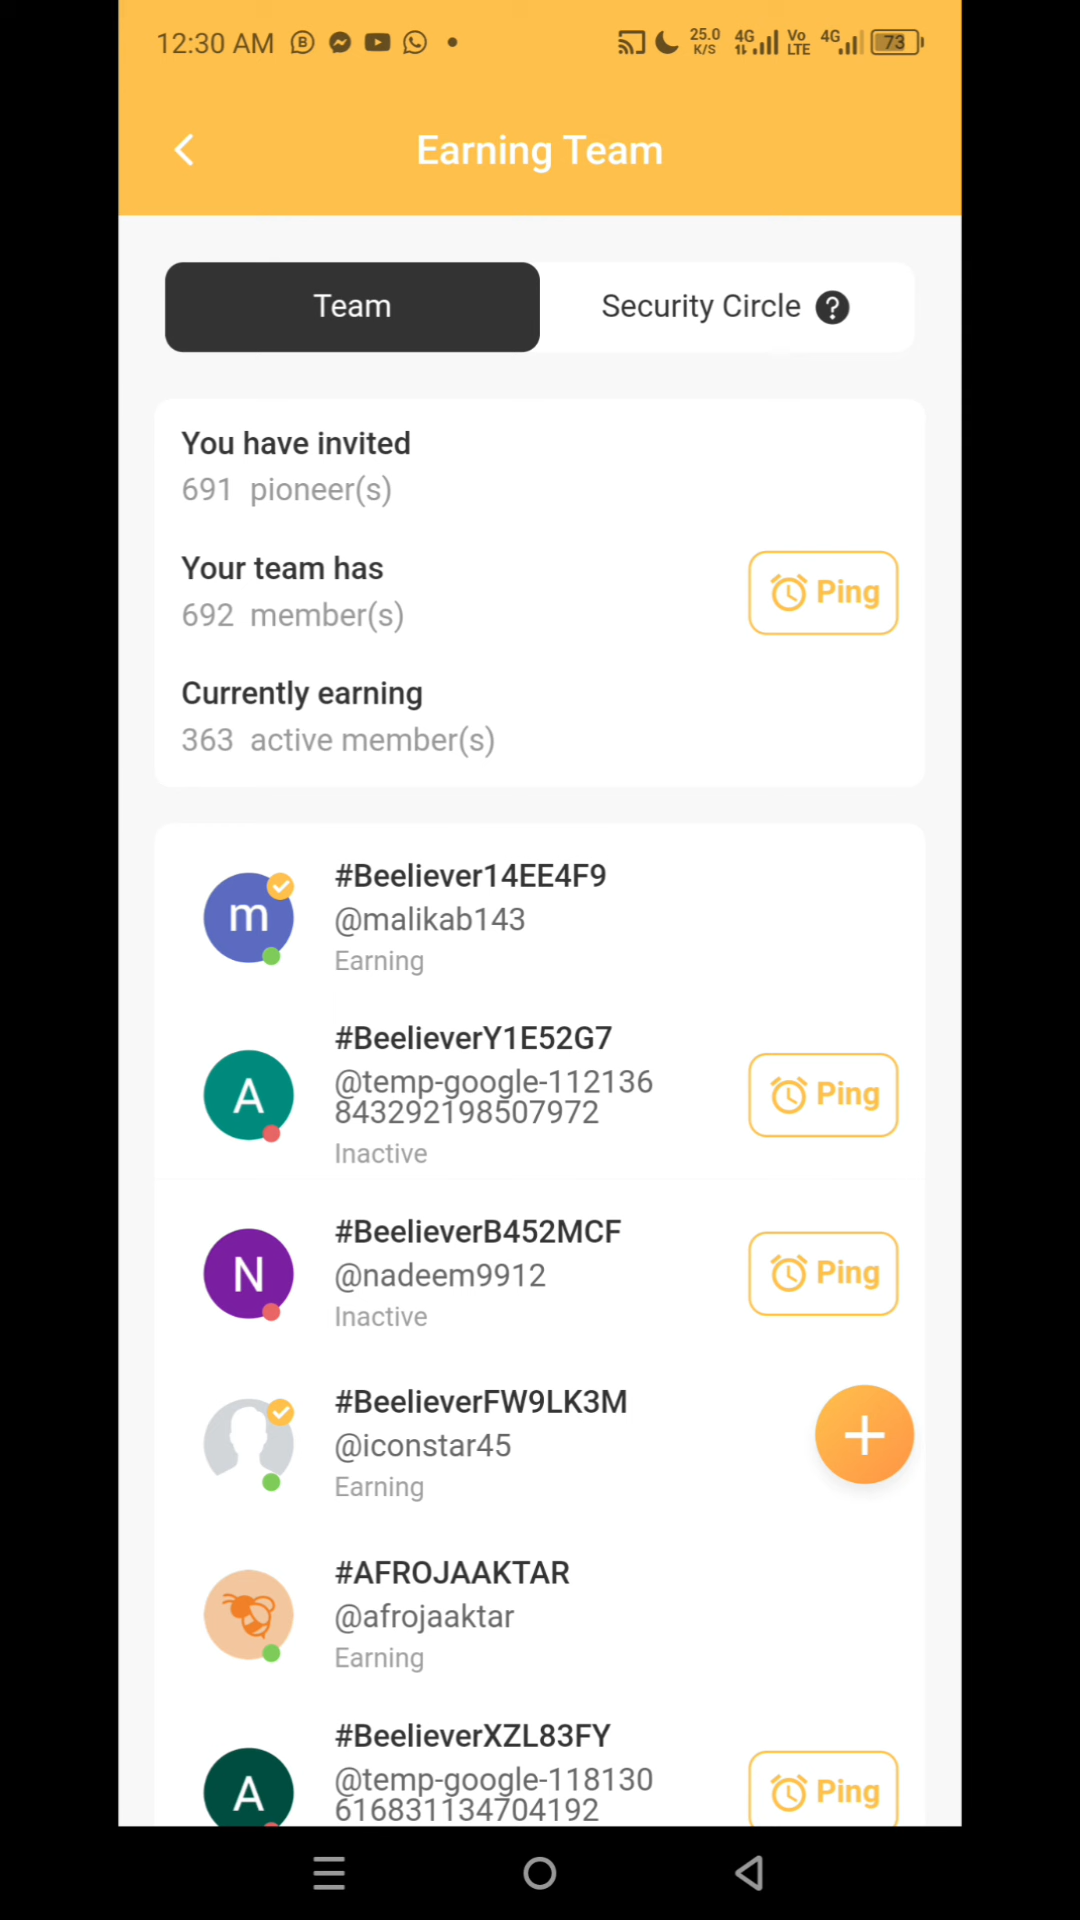 12:30 AM
25.0 K/S 4G Vo LTE 4G 73
Earning Team
Team
Security Circle ?
You have invited
691 pioneer(s)
Your team has
692 member(s)
Ping
Currently earning
363 active member(s)
m
#Beeliever14EE4F9
@malikab143
Earning
A
#BeelieverY1E52G7
@temp-google-112136
843292198507972
Inactive
Ping
N
#BeelieverB452MCF
@nadeem9912
Inactive
Ping
#BeelieverFW9LK3M
@iconstar45
Earning
+
#AFROJAAKTAR
@afrojaaktar
Earning
A
#BeelieverXZL83FY
@temp-google-118130
616831134704192
Ping